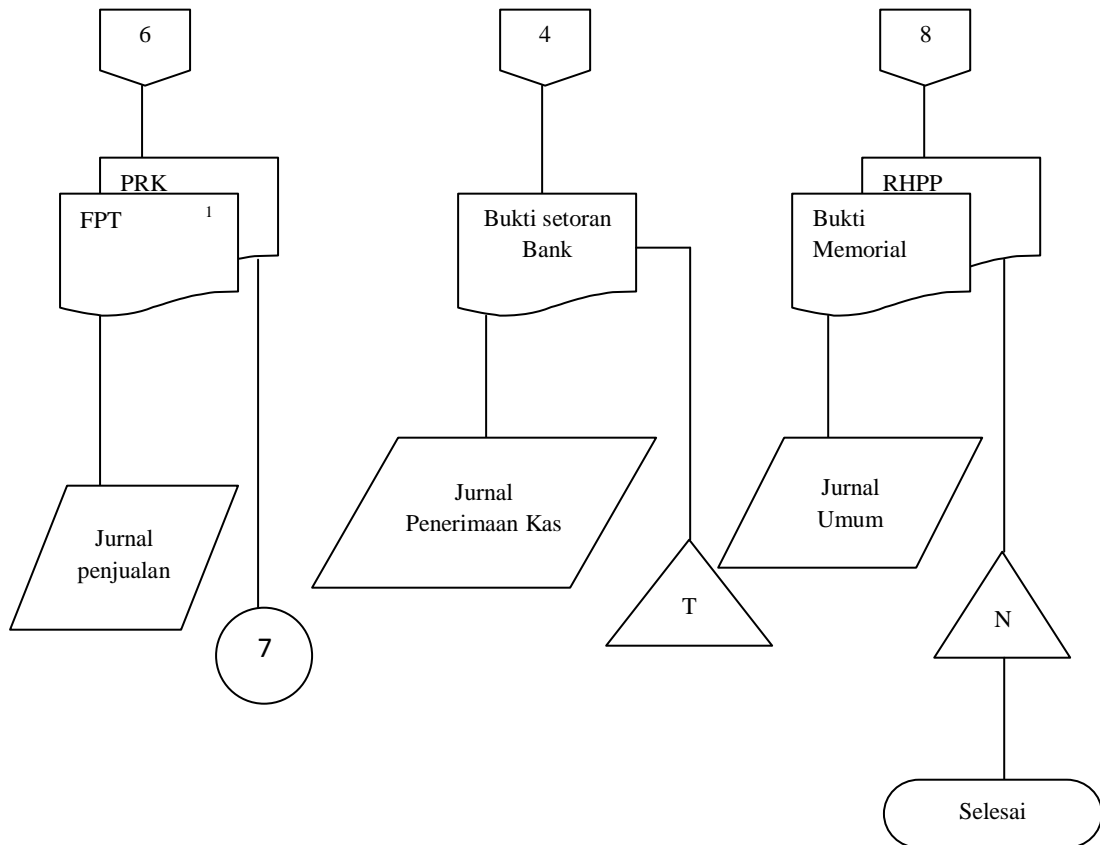 6
4
8
PRK
FPT 1
Bukti setoran
Bank
RHPP
Bukti
Memorial
Jurnal
penjualan
Jurnal
Penerimaan Kas
Jurnal
Umum
7
T
N
Selesai